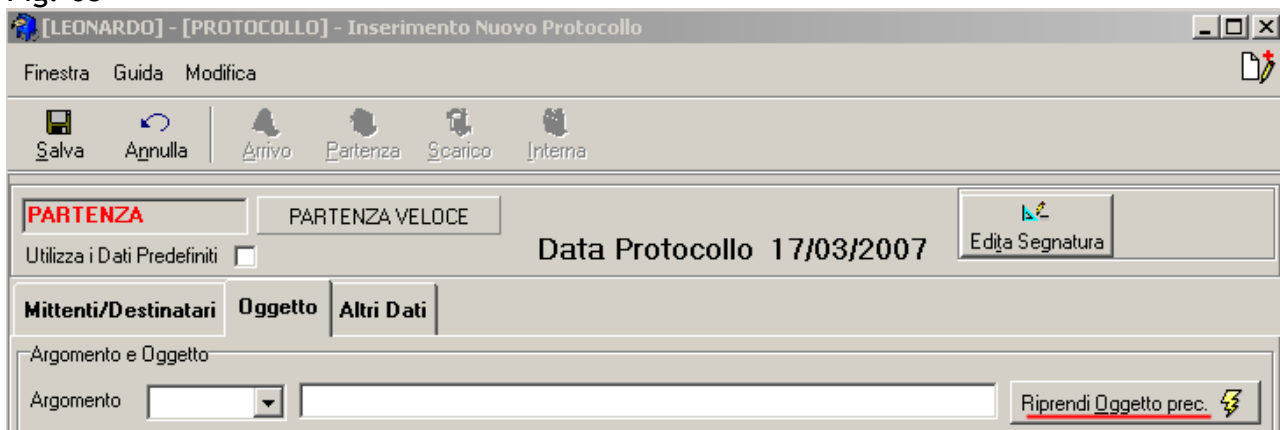 [LEONARDO] - [PROTOCOLLO] - Inserimento Nuovo Protocollo
Finestra Guida Modifica
Salva Annulla Arrivo Partenza Scarico Interna
PARTENZA PARTENZA VELOCE
Utilizza i Dati Predefiniti Data Protocollo 17/03/2007 Edita Segnatura
Mittenti/Destinatari Oggetto Altri Dati
Argomento e Oggetto
Argomento Riprendi Oggetto prec.